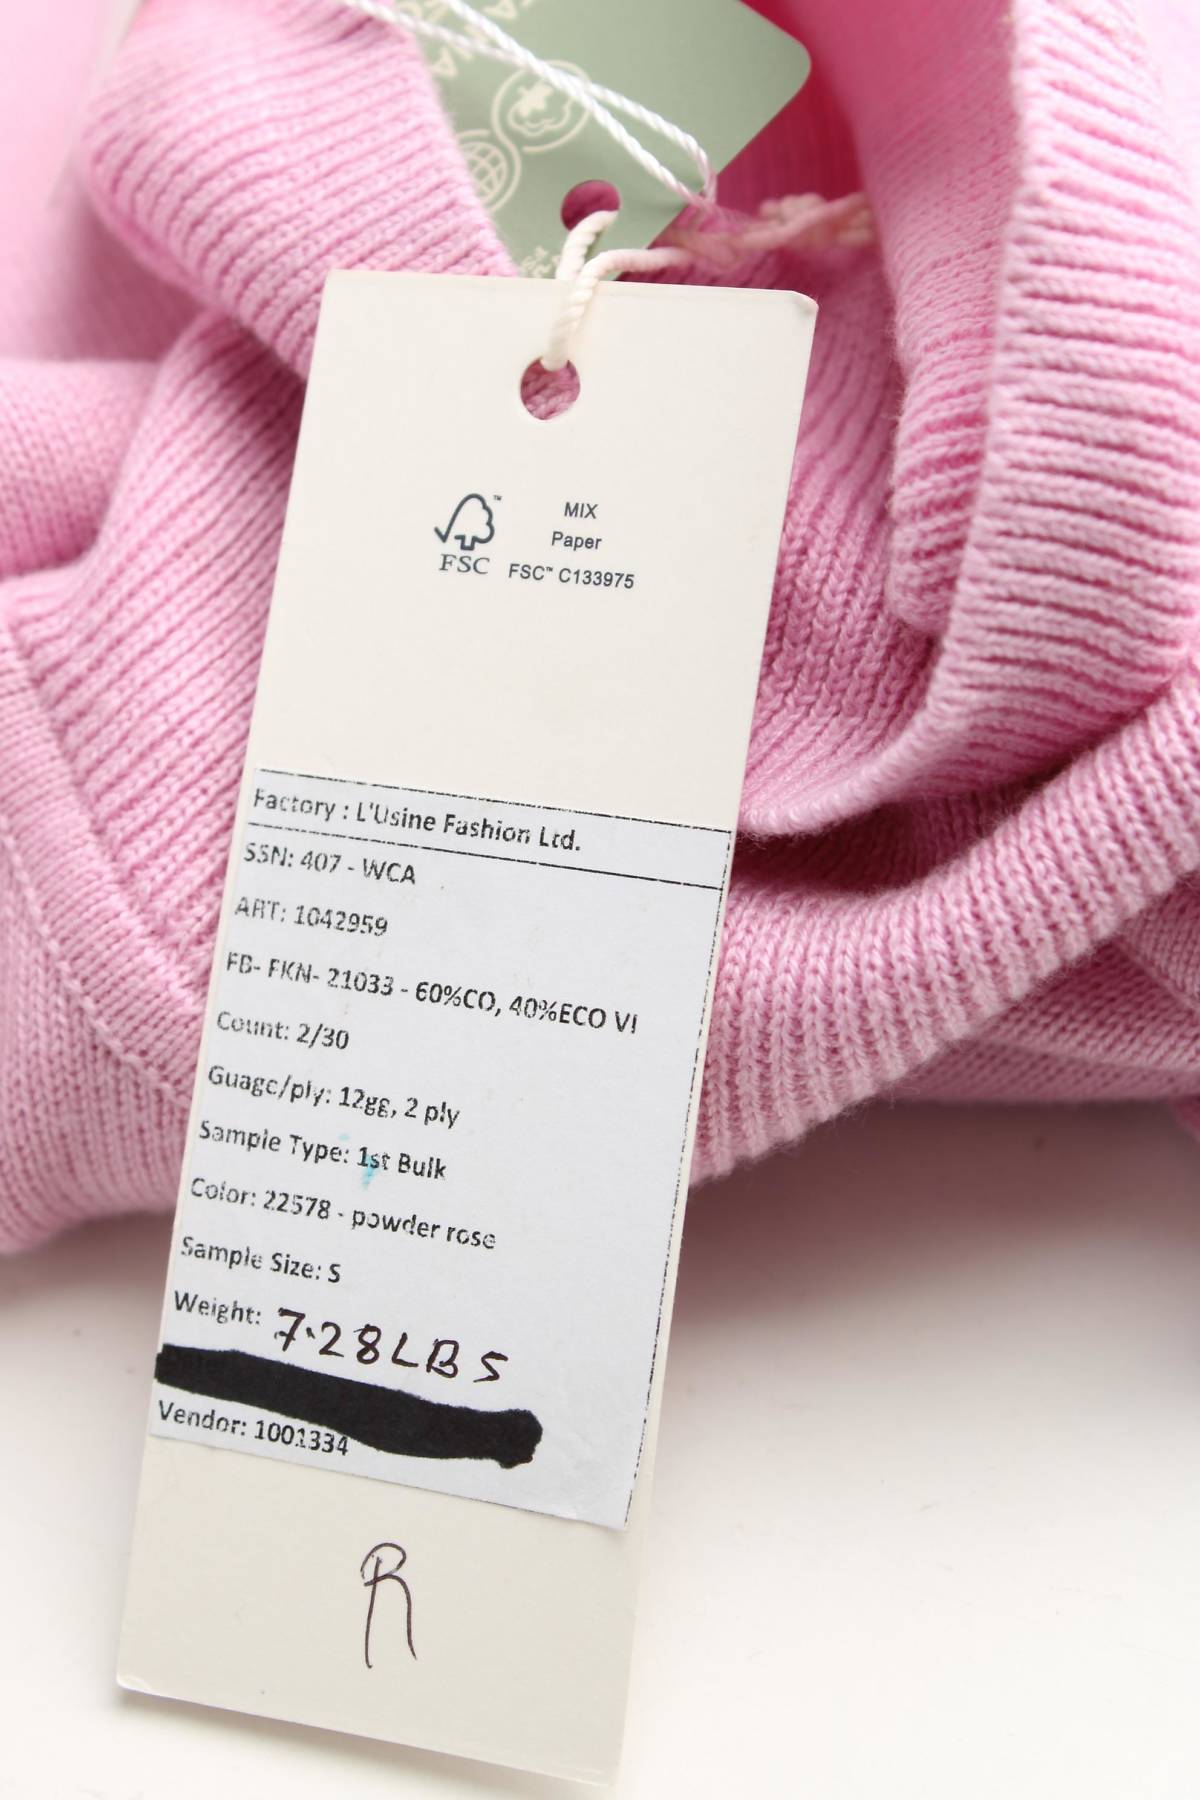 MIX
Paper
FSC™ FSC™ C133975
Factory : L'Usine Fashion Ltd.
SSN: 407 - WCA
ART: 1042959
FB- FKN- 21033 - 60%CO, 40%ECO VI
Count: 2/30
Guage/ply: 12gg, 2 ply
Sample Type: 1st Bulk
Color: 22578 - powder rose
Sample Size: S
Weight: 7.28LBS
Vendor: 1001334
R